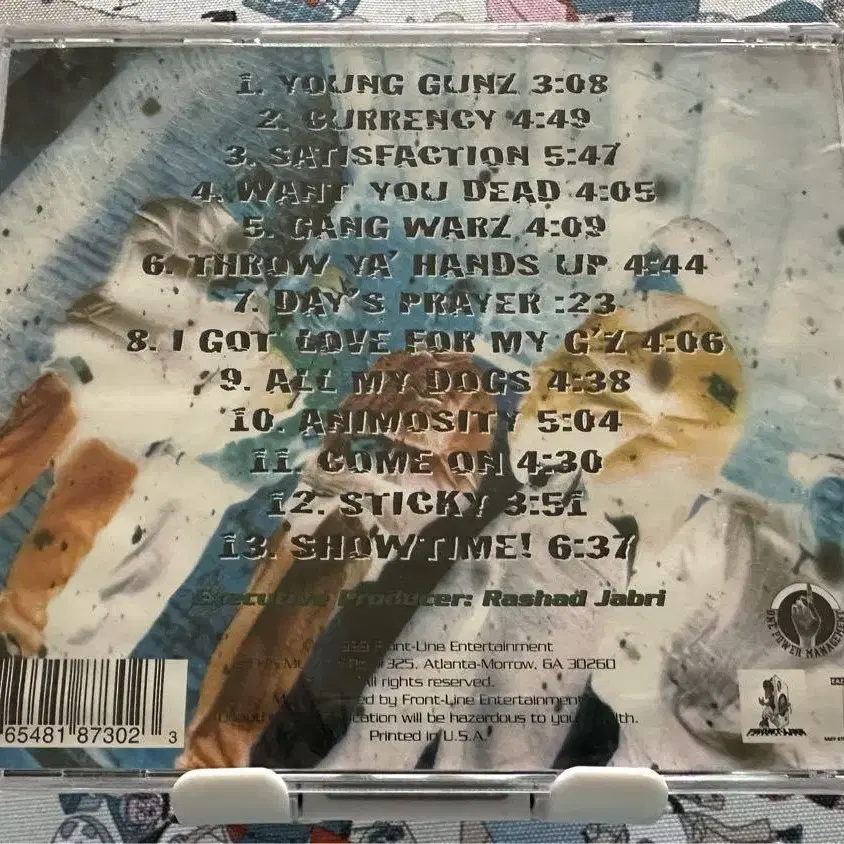 1. YOUNG GUNZ 3:08
2. CURRENCY 4:49
3. SATISFACTION 5:47
4. WANT YOU DEAD 4:05
5. GANG WARZ 4:09
6. THROW YA' HANDS UP 4:44
7. DAY'S PRAYER :23
8. I GOT LOVE FOR MY G'Z 4:06
9. ALL MY DOGS 4:38
10. ANIMOSITY 5:04
11. COME ON 4:30
12. STICKY 3:51
13. SHOWTIME! 6:37
Executive Producer: Rashad Jabri
Front-Line Entertainment
325, Atlanta-Morrow, GA 30260
All rights reserved.
by Front-Line Entertainment
will be hazardous to your health.
Printed in U.S.A.
65481 87302 3
ONE POWER MANAGEMENT